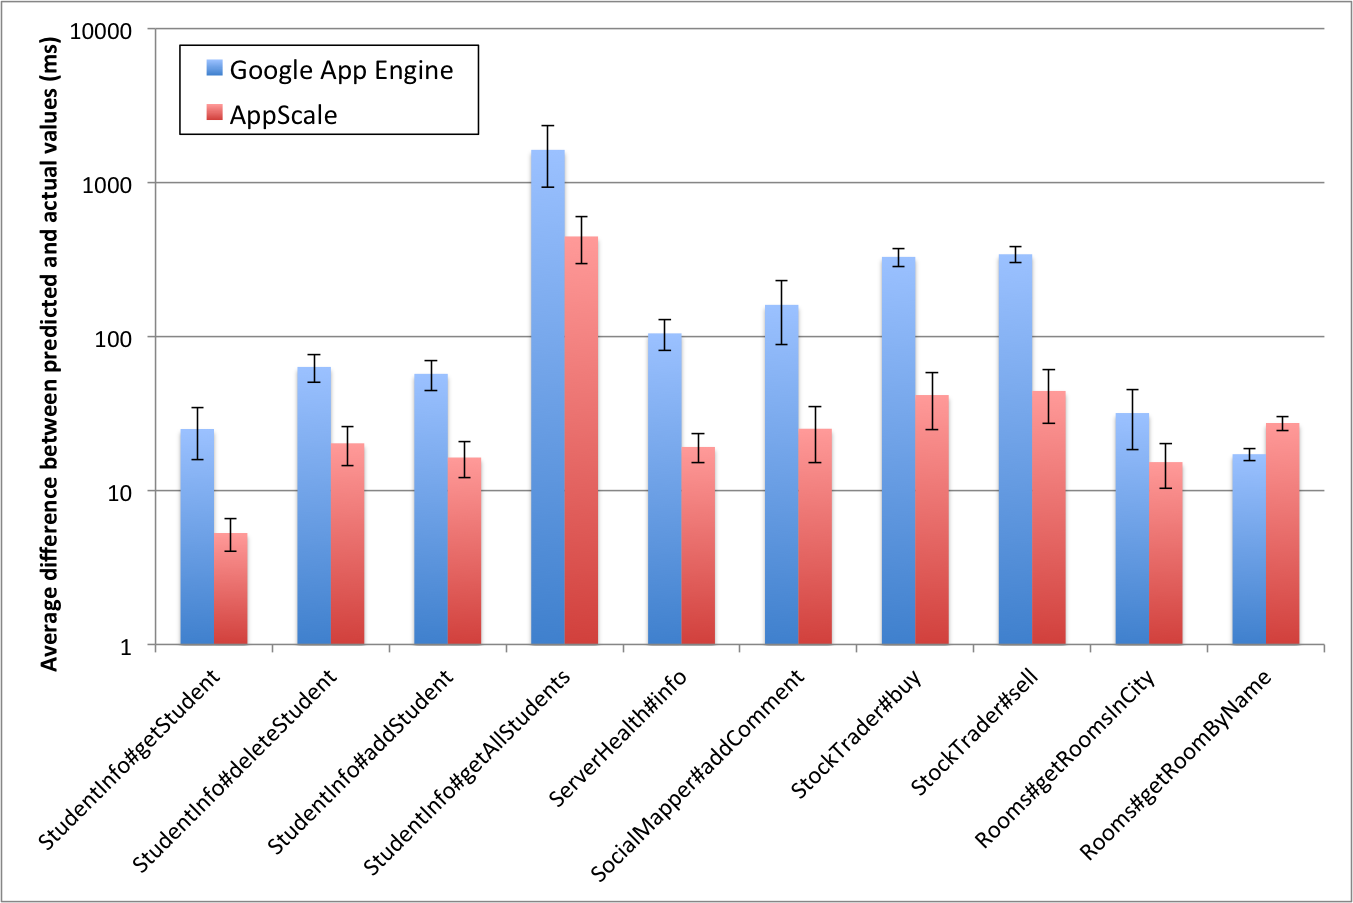 Average difference between predicted and actual values (ms)
10000
1000
100
10
1
Google App Engine
AppScale
StudentInfo#getStudent
StudentInfo#deleteStudent
StudentInfo#addStudent
StudentInfo#getAllStudents
ServerHealth#info
SocialMapper#addComment
StockTrader#buy
StockTrader#sell
Rooms#getRoomsInCity
Rooms#getRoomByName